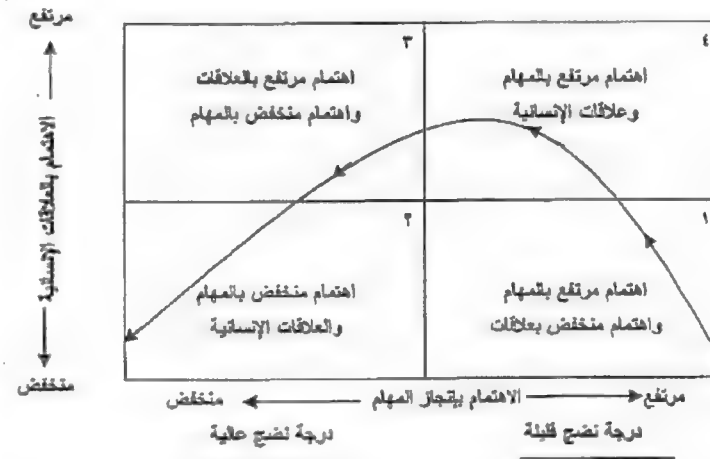 مرتفع
الاهتمام بالعلاقات الإنسانية
منخفض
٤
اهتمام مرتفع بالمهام
وعلاقات الإنسانية
٣
اهتمام مرتفع بالعلاقات
واهتمام منخفض بالمهام
١
اهتمام مرتفع بالمهام
واهتمام منخفض بعلاقات
٢
اهتمام منخفض بالمهام
والعلاقات الإنسانية
مرتفع الاهتمام بإنجاز المهام منخفض
درجة نضج قليلة درجة نضج عالية